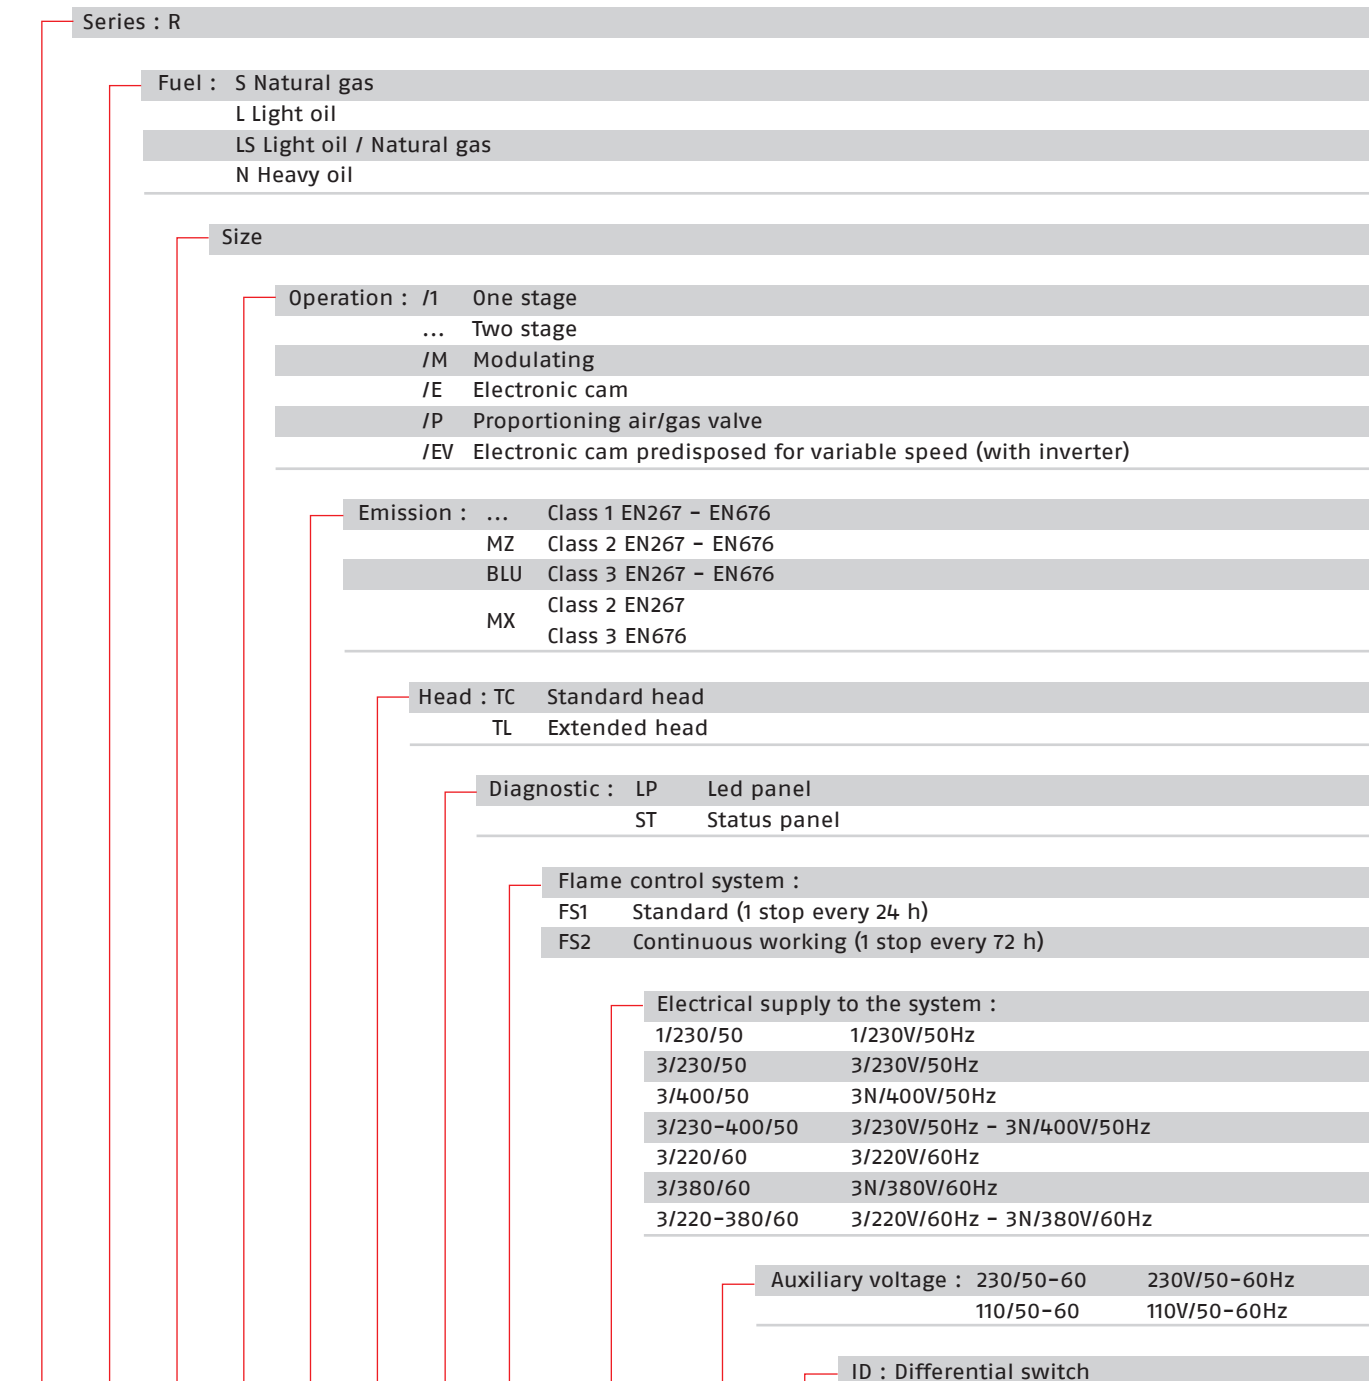 Series : R
Fuel : S Natural gas
L Light oil
LS Light oil / Natural gas
N Heavy oil
Size
Operation : /1 One stage
... Two stage
/M Modulating
/E Electronic cam
/P Proportioning air/gas valve
/EV Electronic cam predisposed for variable speed (with inverter)
Emission : ... Class 1 EN267 - EN676
MZ Class 2 EN267 - EN676
BLU Class 3 EN267 - EN676
MX Class 2 EN267
Class 3 EN676
Head : TC Standard head
TL Extended head
Diagnostic : LP Led panel
ST Status panel
Flame control system :
FS1 Standard (1 stop every 24 h)
FS2 Continuous working (1 stop every 72 h)
Electrical supply to the system :
1/230/50 1/230V/50Hz
3/230/50 3/230V/50Hz
3/400/50 3N/400V/50Hz
3/230-400/50 3/230V/50Hz - 3N/400V/50Hz
3/220/60 3/220V/60Hz
3/380/60 3N/380V/60Hz
3/220-380/60 3/220V/60Hz - 3N/380V/60Hz
Auxiliary voltage : 230/50-60 230V/50-60Hz
110/50-60 110V/50-60Hz
ID : Differential switch